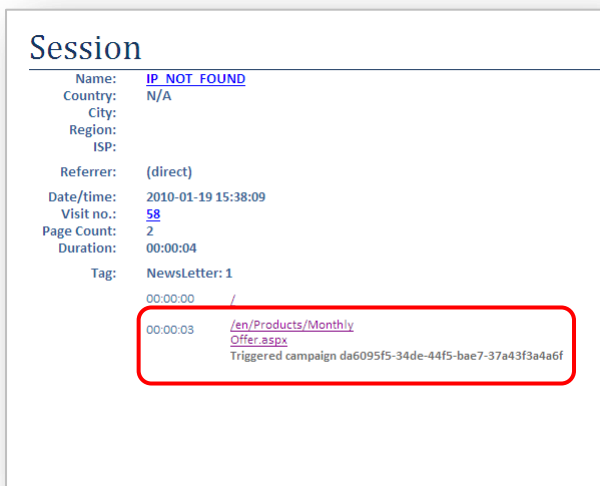 Session
Name: IP_NOT_FOUND
Country: N/A
City:
Region:
ISP:
Referrer: (direct)
Date/time: 2010-01-19 15:38:09
Visit no.: 58
Page Count: 2
Duration: 00:00:04
Tag: NewsLetter: 1
00:00:00 /
00:00:03 /en/Products/Monthly
Offer.aspx
Triggered campaign da6095f5-34de-44f5-bae7-37a43f3a4a6f